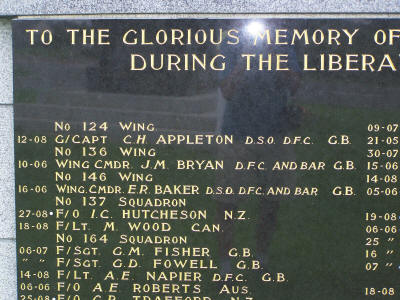 TO THE GLORIOUS MEMORY OF
DURING THE LIBERA
No 124 WING 09-07
12-08 G/CAPT C.H. APPLETON D.S.O. D.F.C. G.B. 21-05
No 136 WING 30-07
10-06 WING CMDR. J.M. BRYAN D.F.C. AND BAR G.B. 15-06
No 146 WING 14-08
16-06 WING.CMDR. E.R. BAKER D.S.O. D.F.C. AND BAR G.B. 05-06
No 137 SQUADRON
27-08 • F/O I.C. HUTCHESON N.Z. 19-08
18-08 F/LT. M. WOOD CAN. 06-06
No 164 SQUADRON 25 "
06-07 F/SGT. G.M. FISHER G.B. 16 "
" " F/SGT. G.D. FOWELL G.B. 07 "
14-08 F/LT. A.E. NAPIER D.F.C. G.B.
06-06 F/O A.E. ROBERTS AUS. 18-08
25-08 • F/O C.R. TRAFFORD N.Z.